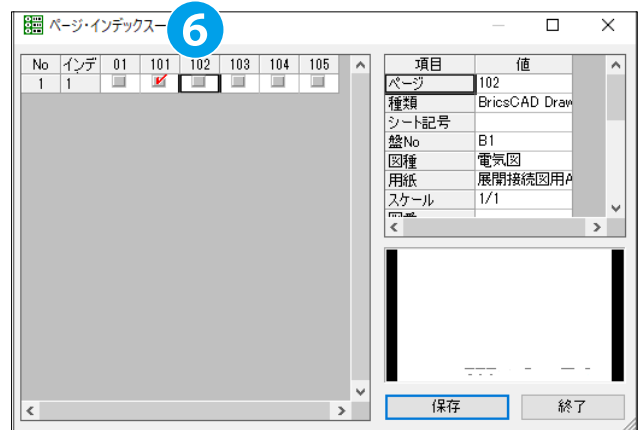 ページ・インデックスー
6
No インデ 01 101 102 103 104 105
1 1
項目 値
ページ 102
種類 BricsCAD Draw
シート記号
盤No B1
図種 電気図
用紙 展開接続図用A
スケール 1/1
保存 終了